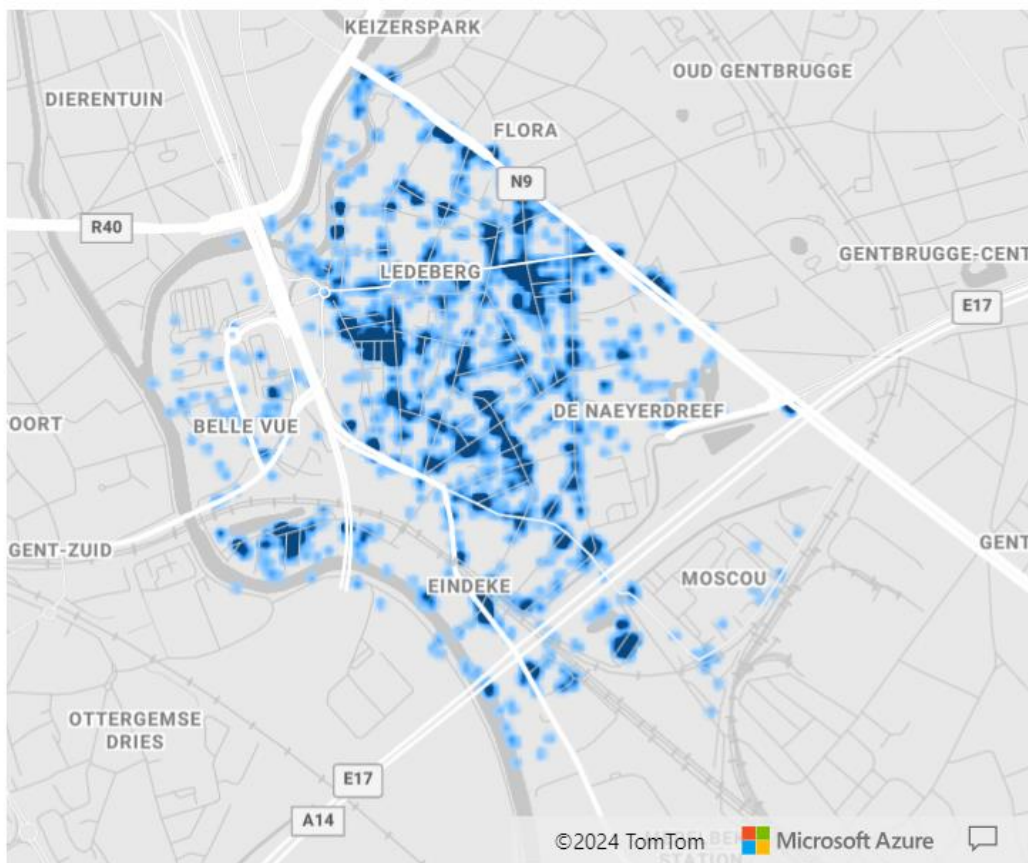 KEIZERSPARK
OUD GENTBRUGGE
DIERENTUIN
FLORA
N9
R40
GENTBRUGGE-CENT
LEDEBERG
E17
DE NAEYERDREEF
OORT
BELLE VUE
GENT-ZUID
GENT
MOSCOU
EINDEKE
OTTERGEMSE
DRIES
E17
A14
©2024 TomTom
Microsoft Azure
STATION